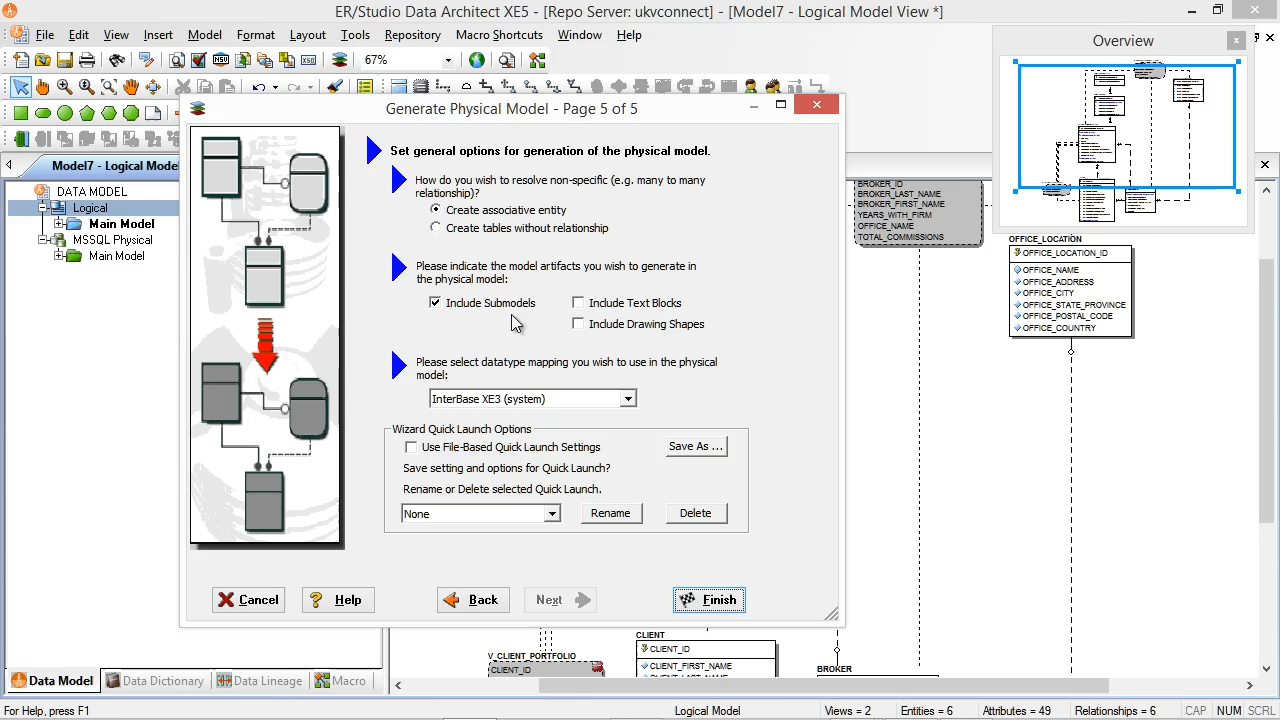 ER/Studio Data Architect XE5 - [Repo Server: ukvconnect] - [Model7 - Logical Model View *]
File Edit View Insert Model Format Layout Tools Repository Macro Shortcuts Window Help
67%
Overview
Generate Physical Model - Page 5 of 5
Model7 - Logical Model
DATA MODEL
Logical
Main Model
MSSQL Physical
Main Model
Set general options for generation of the physical model.
How do you wish to resolve non-specific (e.g. many to many
relationship)?
Create associative entity
Create tables without relationship
Please indicate the model artifacts you wish to generate in
the physical model:
Include Submodels
Include Text Blocks
Include Drawing Shapes
Please select datatype mapping you wish to use in the physical
model:
InterBase XE3 (system)
Wizard Quick Launch Options
Use File-Based Quick Launch Settings
Save As ...
Save setting and options for Quick Launch?
Rename or Delete selected Quick Launch.
None
Rename
Delete
Cancel
Help
Back
Next
Finish
BROKER_ID
BROKER_LAST_NAME
BROKER_FIRST_NAME
YEARS_WITH_FIRM
OFFICE_NAME
TOTAL_COMMISSIONS
OFFICE_LOCATION
OFFICE_LOCATION_ID
OFFICE_NAME
OFFICE_ADDRESS
OFFICE_CITY
OFFICE_STATE_PROVINCE
OFFICE_POSTAL_CODE
OFFICE_COUNTRY
V_CLIENT_PORTFOLIO
CLIENT_ID
CLIENT
CLIENT_ID
CLIENT_FIRST_NAME
BROKER
Data Model
Data Dictionary
Data Lineage
Macro
For Help, press F1
Logical Model
Views = 2
Entities = 6
Attributes = 49
Relationships = 6
CAP
NUM
SCRL